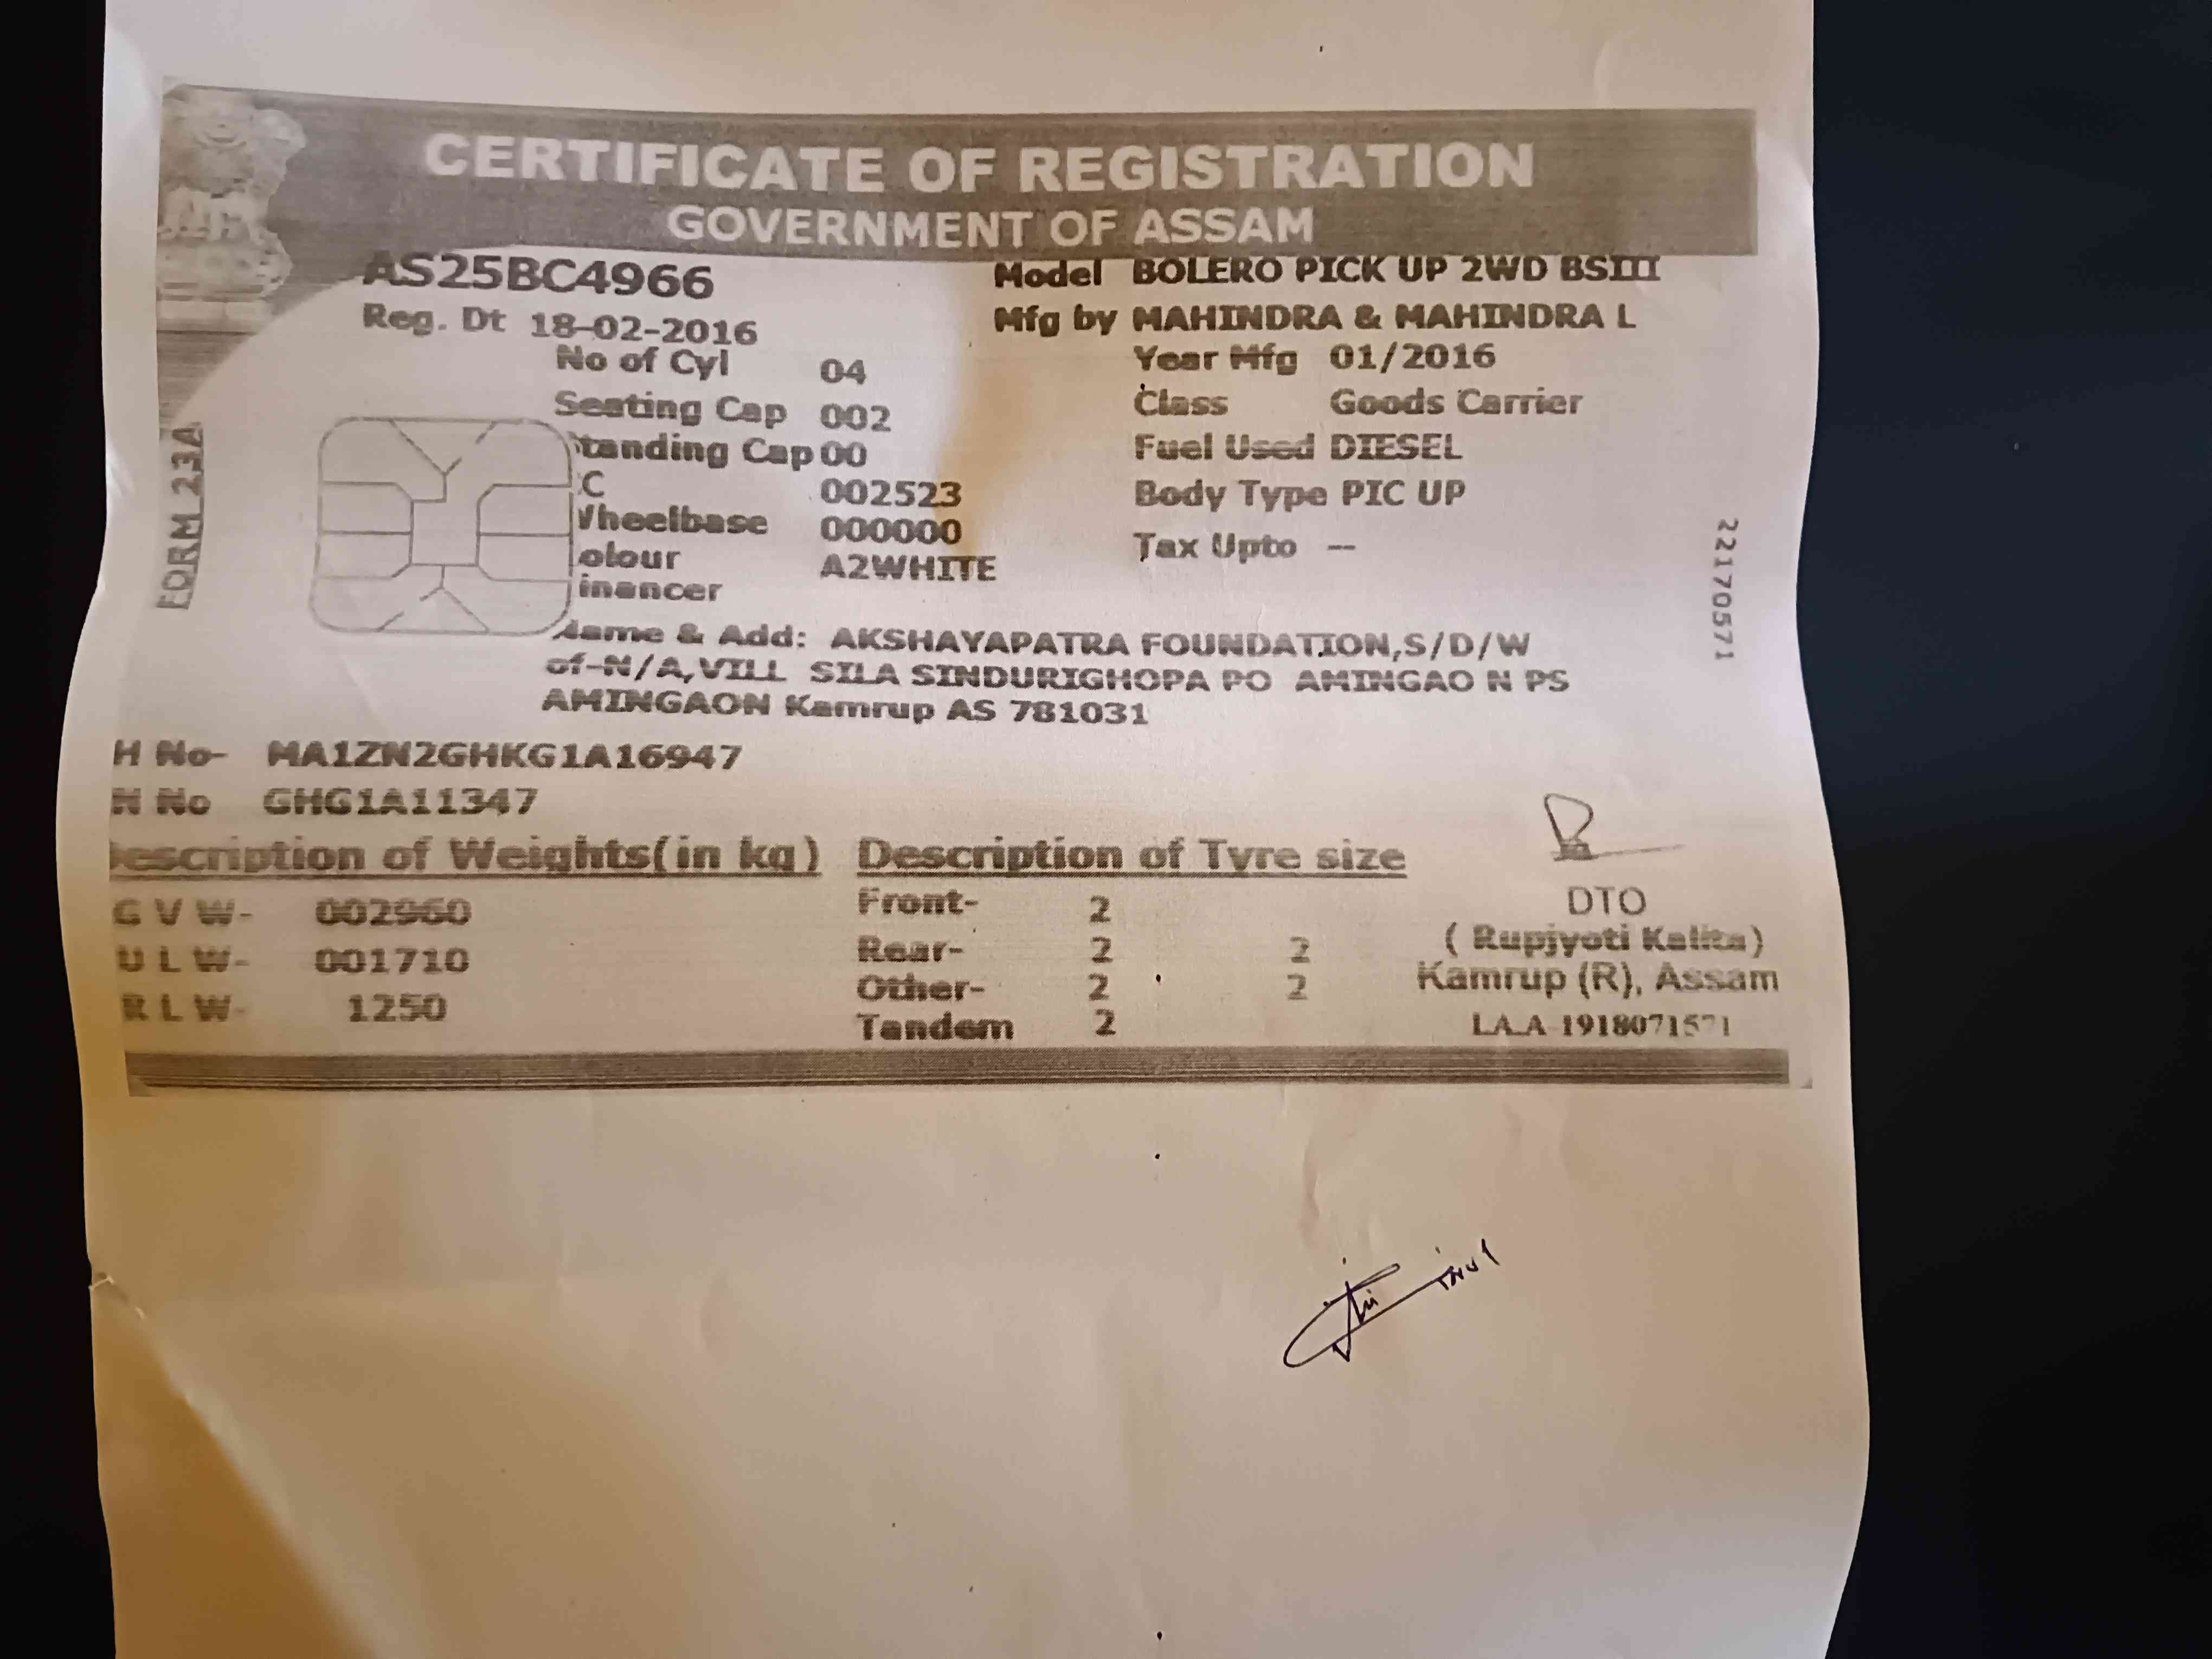 CERTIFICATE OF REGISTRATION
GOVERNMENT OF ASSAM
AS25BC4966
Model BOLERO PICK UP 2WD BSIII
Reg. Dt 18-02-2016
Mfg by MAHINDRA & MAHINDRA L
No of Cyl 04
Year Mfg 01/2016
Seating Cap 002
Class Goods Carrier
tanding Cap 00
Fuel Used DIESEL
C 002523
Body Type PIC UP
Wheelbase 000000
Tax Upto --
olour A2WHITE
inancer
FORM 23A
22170571
Name & Add: AKSHAYAPATRA FOUNDATION,S/D/W
of-N/A,VILL SILA SINDURIGHOPA PO AMINGAO N PS
AMINGAON Kamrup AS 781031
H No- MA1ZN2GHKG1A16947
N No GHG1A11347
Description of Weights(in kg)
Description of Tyre size
G V W- 002960
Front- 2
U L W- 001710
Rear- 2 2
R L W- 1250
Other- 2 2
Tandem 2
DTO
( Rupjyoti Kalita)
Kamrup (R), Assam
LA.A 1918071571